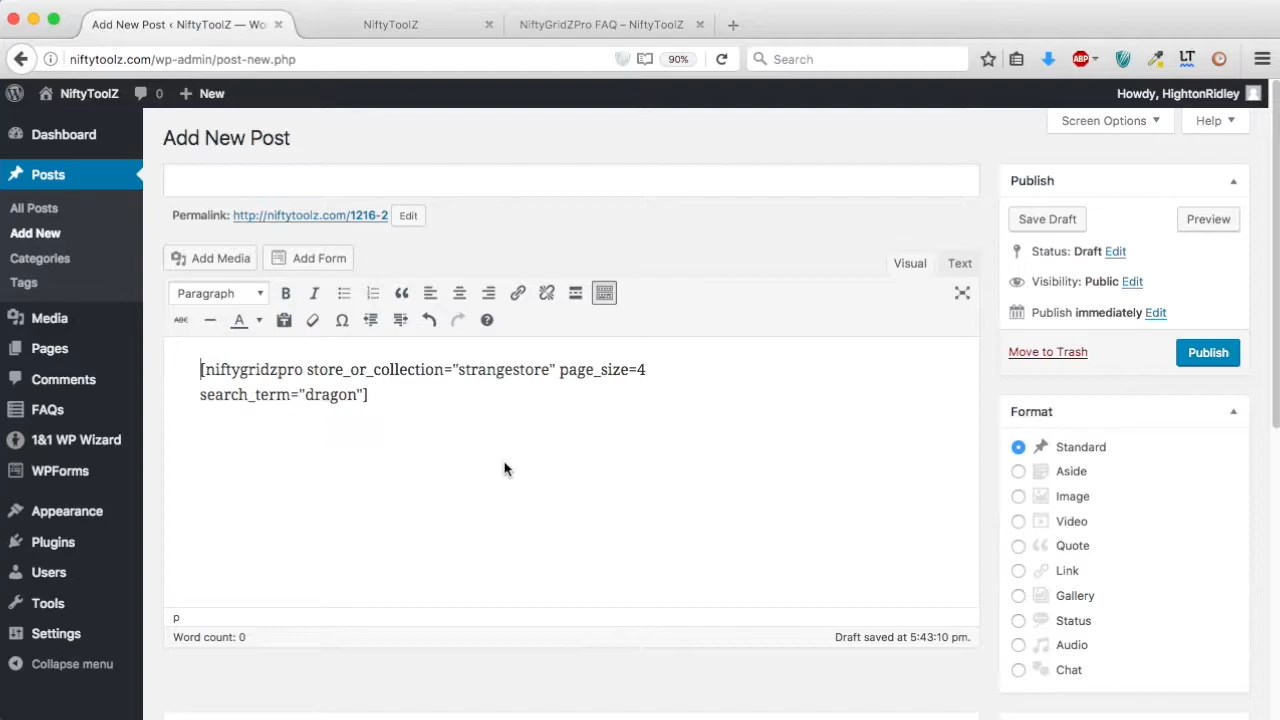 Add New Post ‹ NiftyToolZ — Wo
NiftyToolZ
NiftyGridZPro FAQ – NiftyToolZ
niftytoolz.com/wp-admin/post-new.php
90%
Search
ABP
LT
NiftyToolZ
0
New
Howdy, HightonRidley
Dashboard
Posts
All Posts
Add New
Categories
Tags
Media
Pages
Comments
FAQs
1&1 WP Wizard
WPForms
Appearance
Plugins
Users
Tools
Settings
Collapse menu
Add New Post
Screen Options
Help
Permalink: http://niftytoolz.com/1216-2
Edit
Add Media
Add Form
Visual
Text
Paragraph
B
I
ABC
A
[niftygridzpro store_or_collection="strangestore" page_size=4
search_term="dragon"]
p
Word count: 0
Draft saved at 5:43:10 pm.
Publish
Save Draft
Preview
Status: Draft Edit
Visibility: Public Edit
Publish immediately Edit
Move to Trash
Publish
Format
Standard
Aside
Image
Video
Quote
Link
Gallery
Status
Audio
Chat